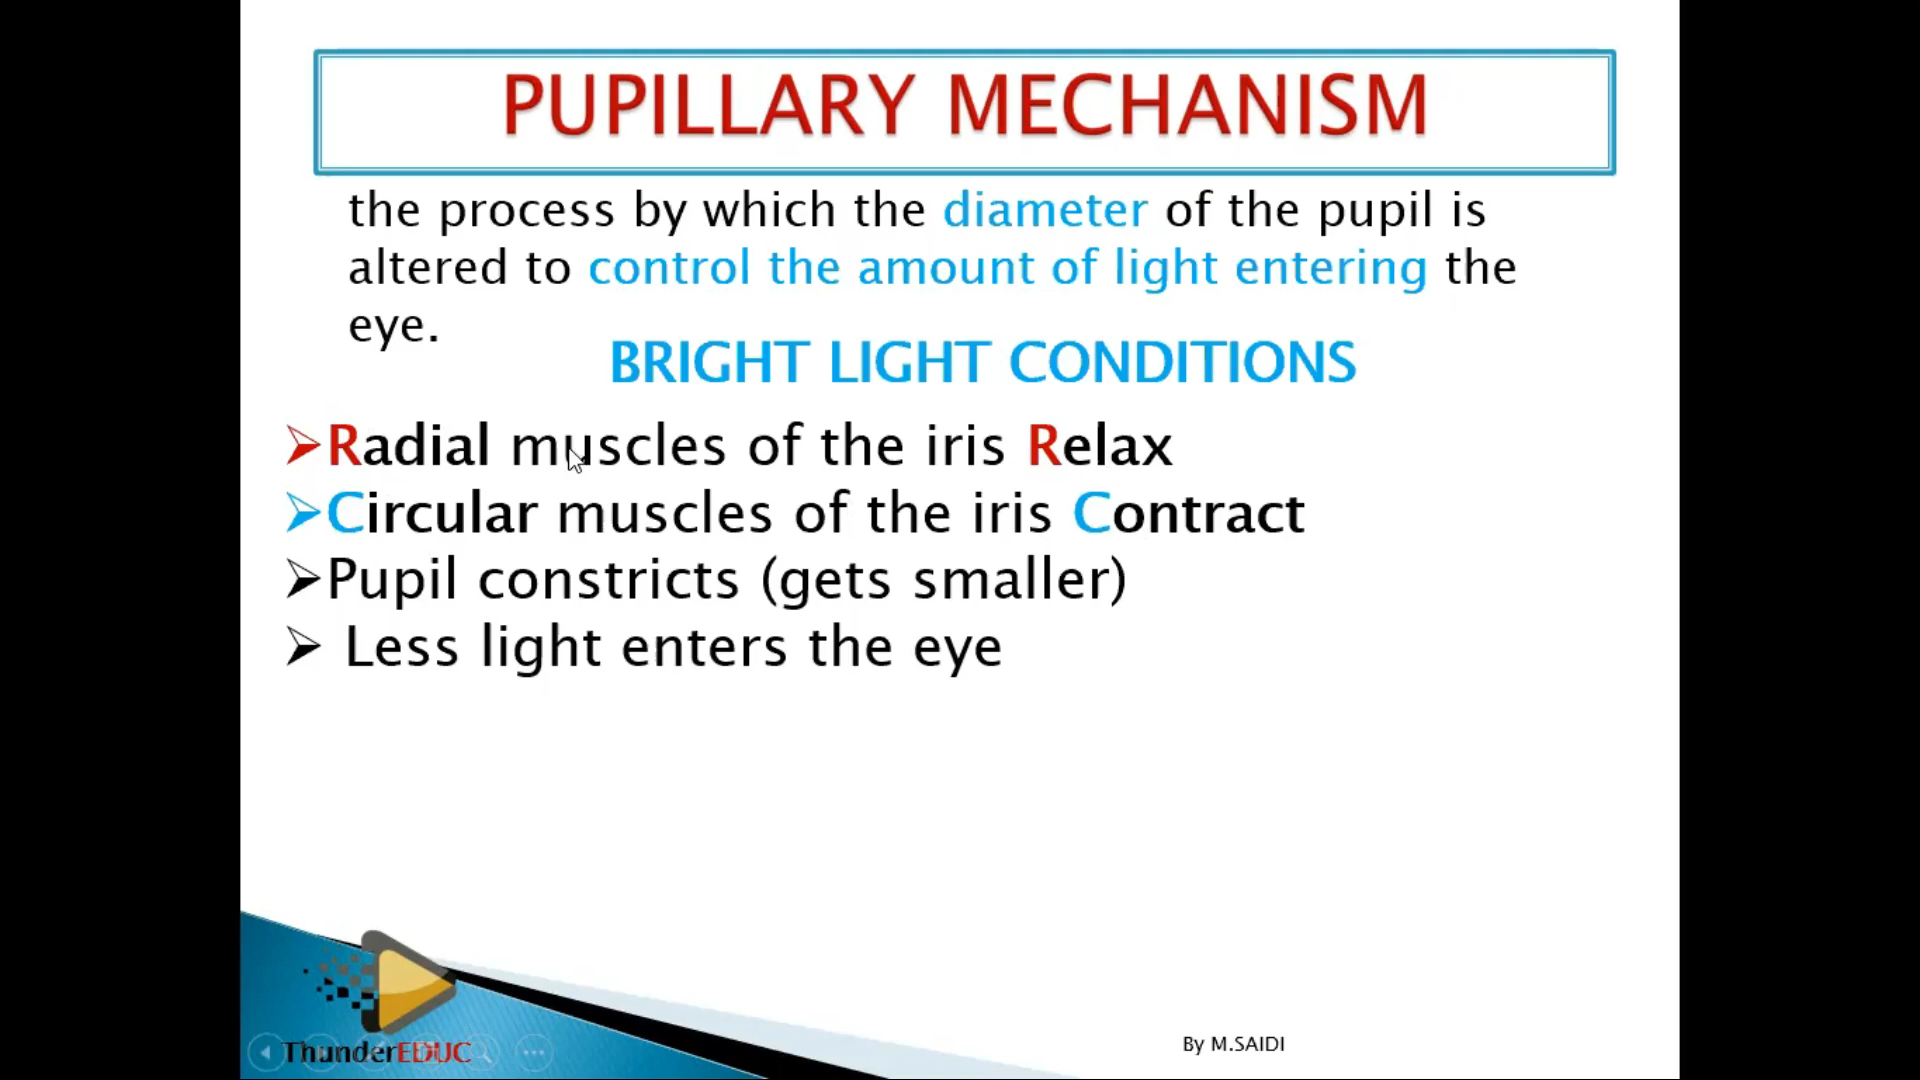 PUPILLARY MECHANISM
the process by which the diameter of the pupil is
altered to control the amount of light entering the
eye.
BRIGHT LIGHT CONDITIONS
Radial muscles of the iris Relax
Circular muscles of the iris Contract
Pupil constricts (gets smaller)
Less light enters the eye
ThunderEDUC
By M.SAIDI